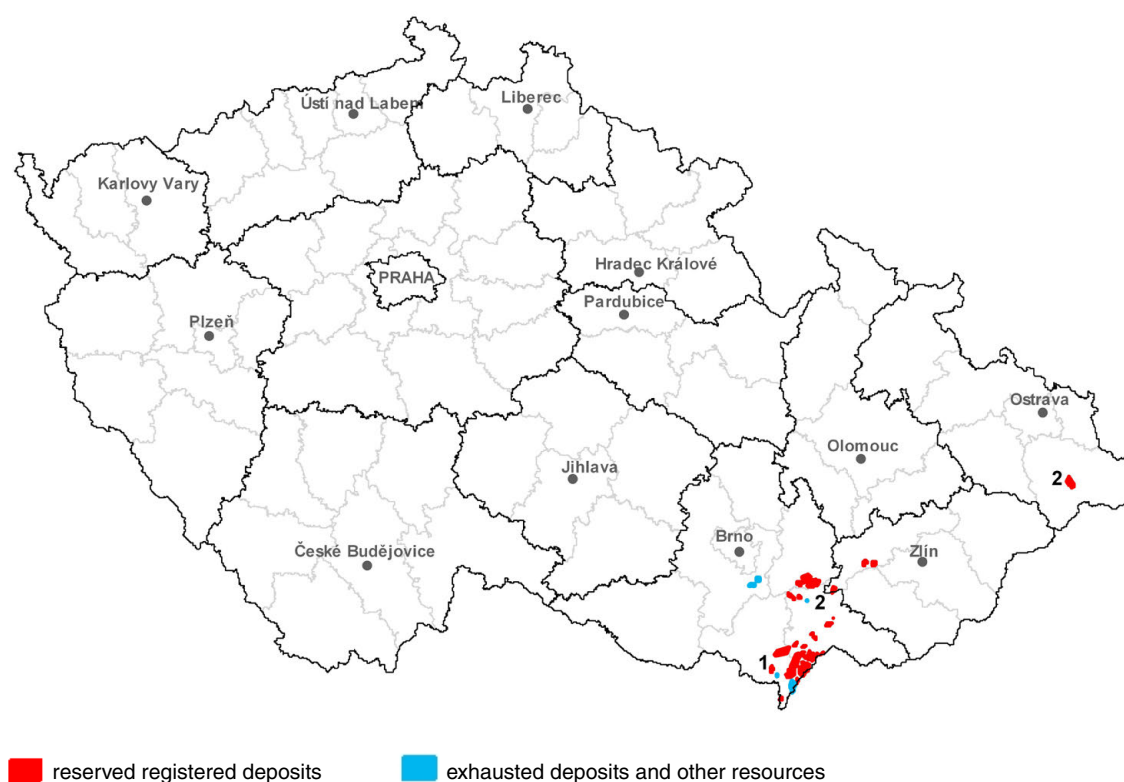 Ústí nad Labem
Liberec
Karlovy Vary
PRAHA
Hradec Králové
Pardubice
Plzeň
Ostrava
Olomouc
Jihlava
2
Brno
Zlín
České Budějovice
2
1
reserved registered deposits
exhausted deposits and other resources